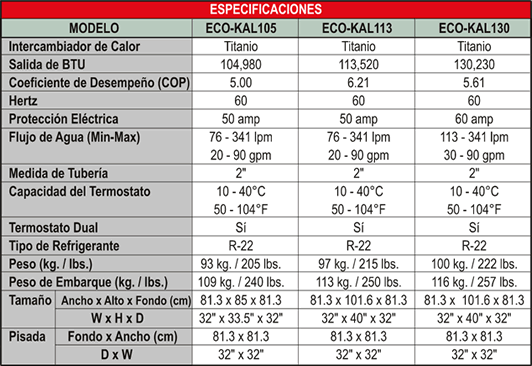 ESPECIFICACIONES
MODELO ECO-KAL105 ECO-KAL113 ECO-KAL130
Intercambiador de Calor Titanio Titanio Titanio
Salida de BTU 104,980 113,520 130,230
Coeficiente de Desempeño (COP) 5.00 6.21 5.61
Hertz 60 60 60
Protección Eléctrica 50 amp 50 amp 60 amp
Flujo de Agua (Min-Max) 76 - 341 lpm 76 - 341 lpm 113 - 341 lpm
20 - 90 gpm 20 - 90 gpm 30 - 90 gpm
Medida de Tubería 2" 2" 2"
Capacidad del Termostato 10 - 40°C 10 - 40°C 10 - 40°C
50 - 104°F 50 - 104°F 50 - 104°F
Termostato Dual Sí Sí Sí
Tipo de Refrigerante R-22 R-22 R-22
Peso (kg. / lbs.) 93 kg. / 205 lbs. 97 kg. / 215 lbs. 100 kg. / 222 lbs.
Peso de Embarque (kg. / lbs.) 109 kg. / 240 lbs. 113 kg. / 250 lbs. 116 kg. / 257 lbs.
Tamaño Ancho x Alto x Fondo (cm) 81.3 x 85 x 81.3 81.3 x 101.6 x 81.3 81.3 x 101.6 x 81.3
W x H x D 32" x 33.5" x 32" 32" x 40" x 32" 32" x 40" x 32"
Pisada Fondo x Ancho (cm) 81.3 x 81.3 81.3 x 81.3 81.3 x 81.3
D x W 32" x 32" 32" x 32" 32" x 32"